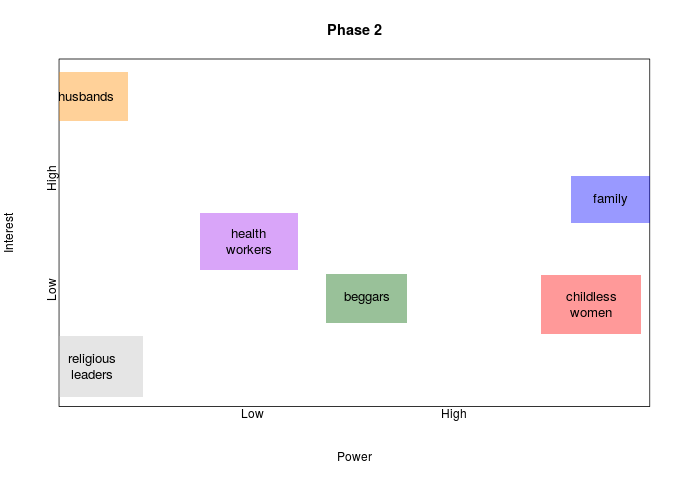 Phase 2
husbands
High
family
Interest
health
workers
Low
beggars
childless
women
religious
leaders
Low
High
Power